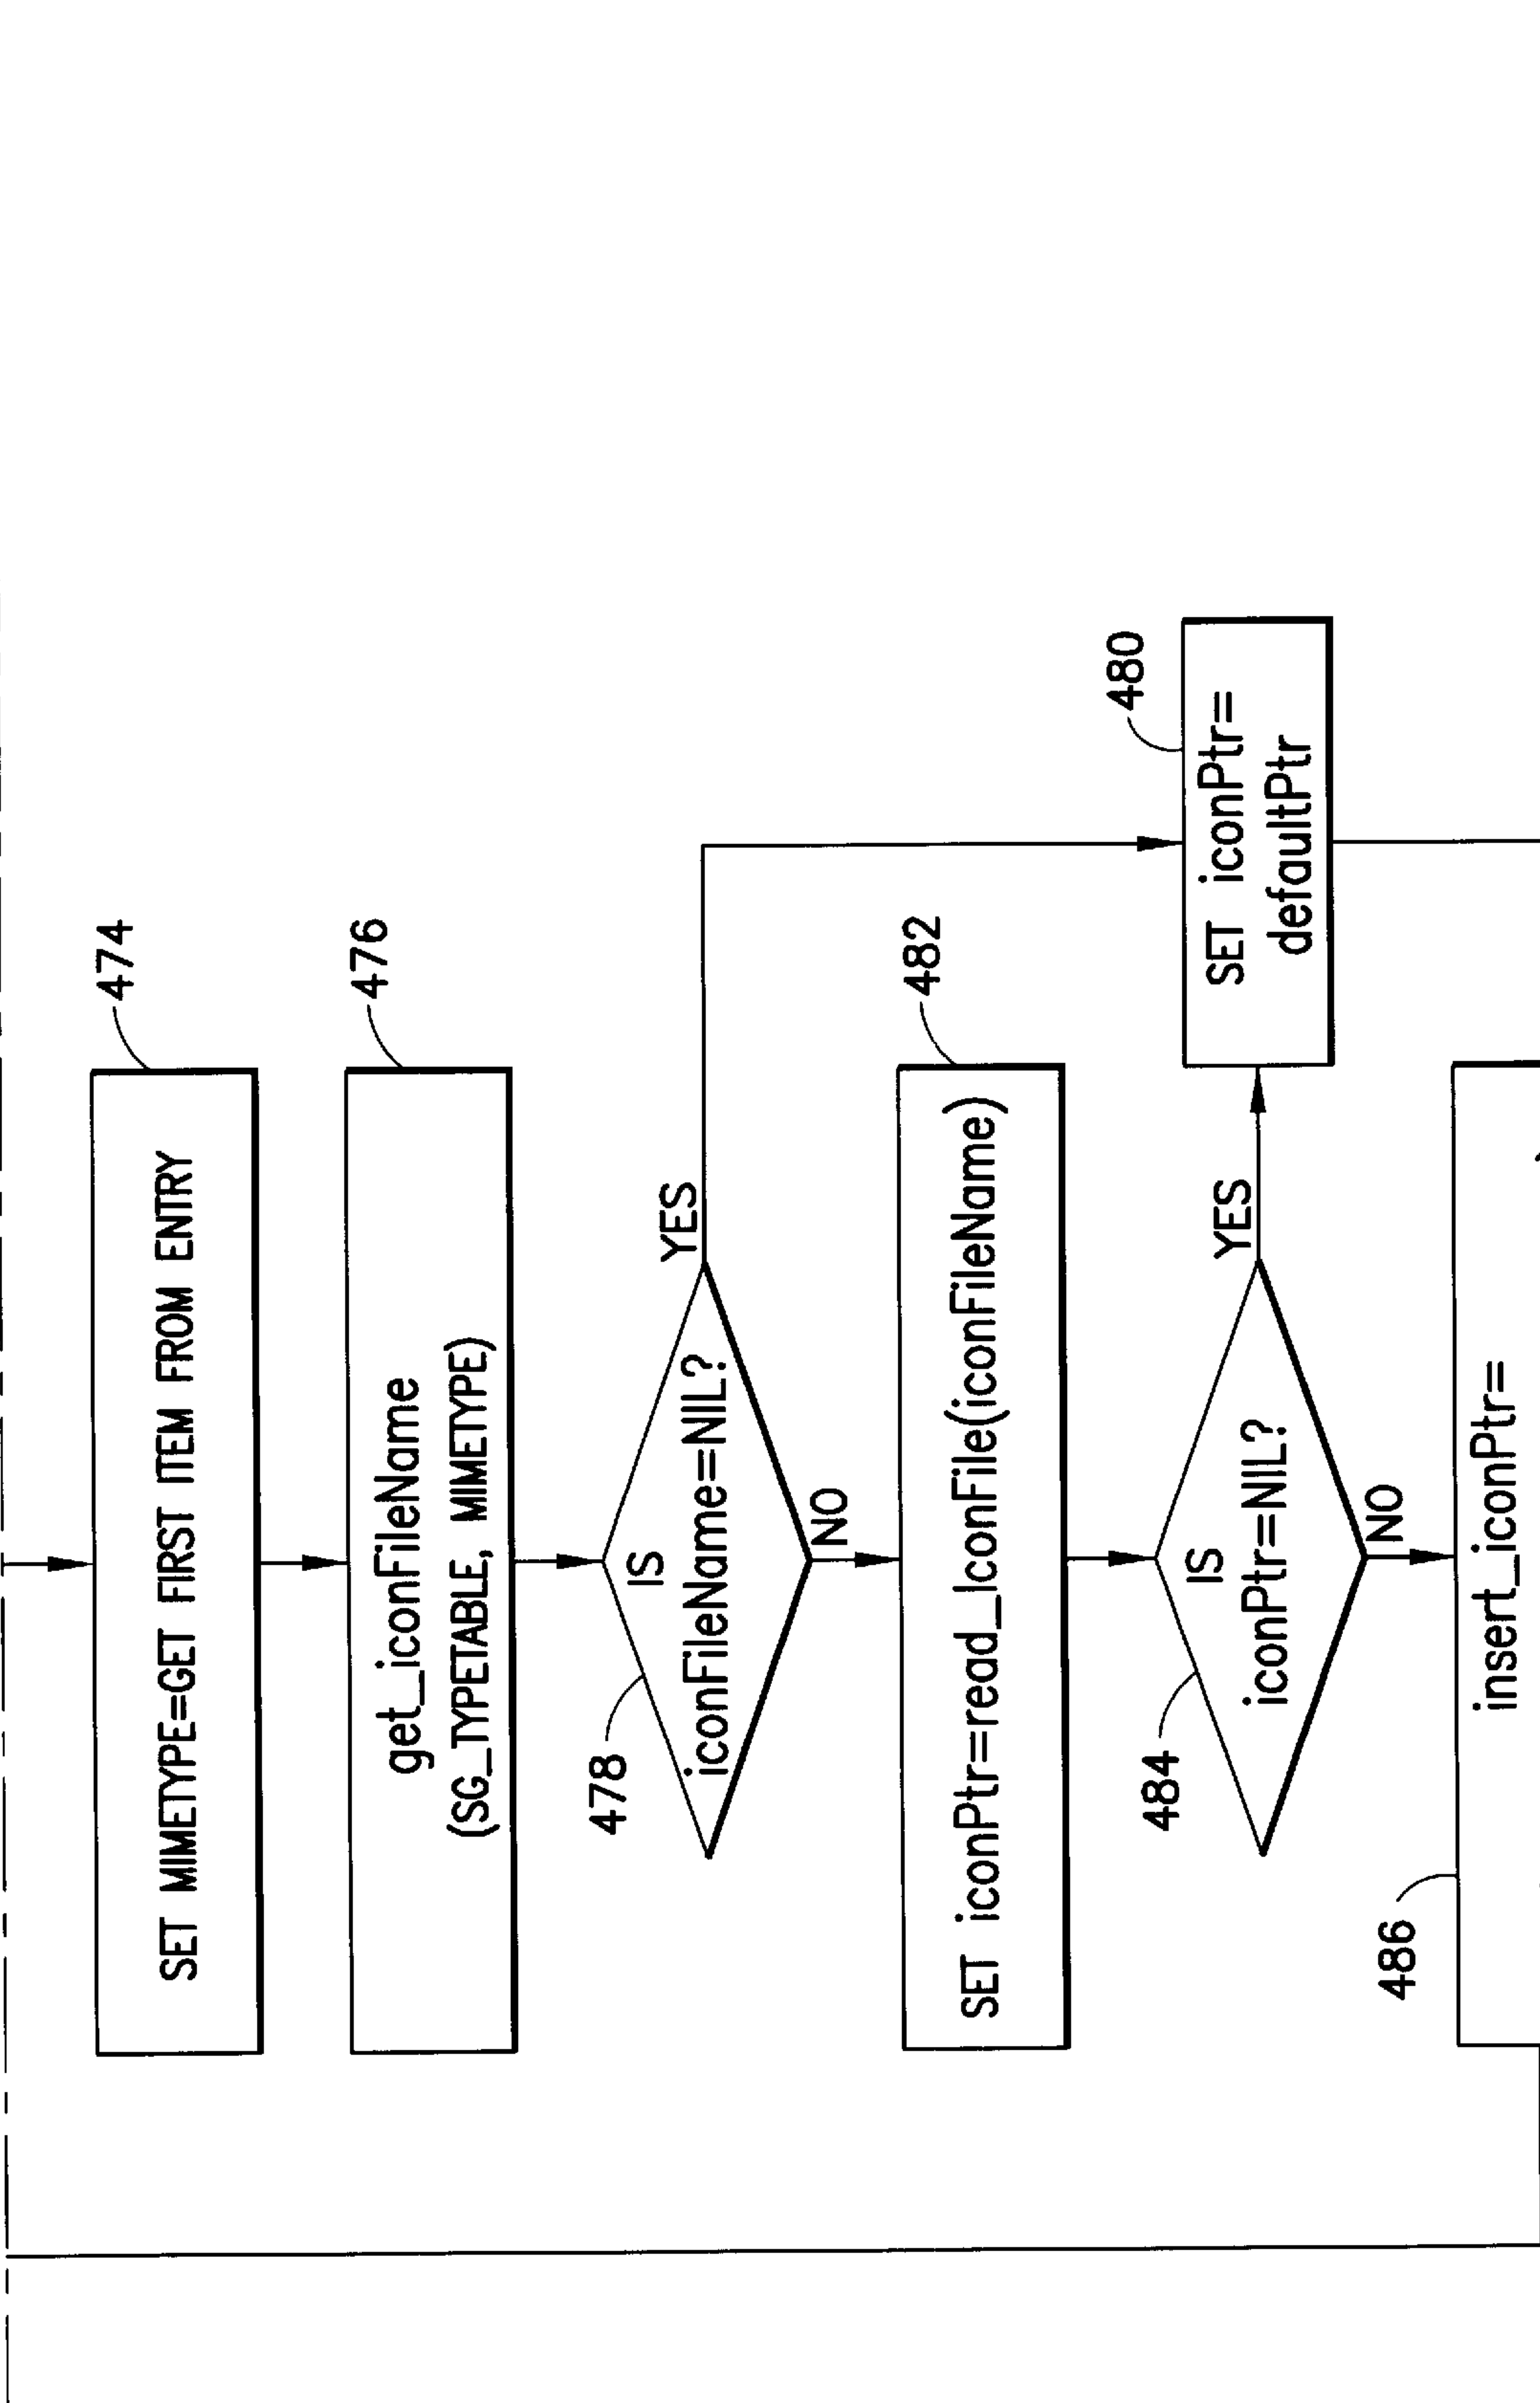 474
SET MIMETYPE=GET FIRST ITEM FROM ENTRY
476
get_iconFileName
(SG_TYPETABLE, MIMETYPE)
478
IS
iconFileName=NIL?
YES
NO
482
SET iconPtr=read_IconFile(iconFileName)
480
SET iconPtr=
defaultPtr
484
IS
iconPtr=NIL?
YES
NO
486
insert_iconPtr=